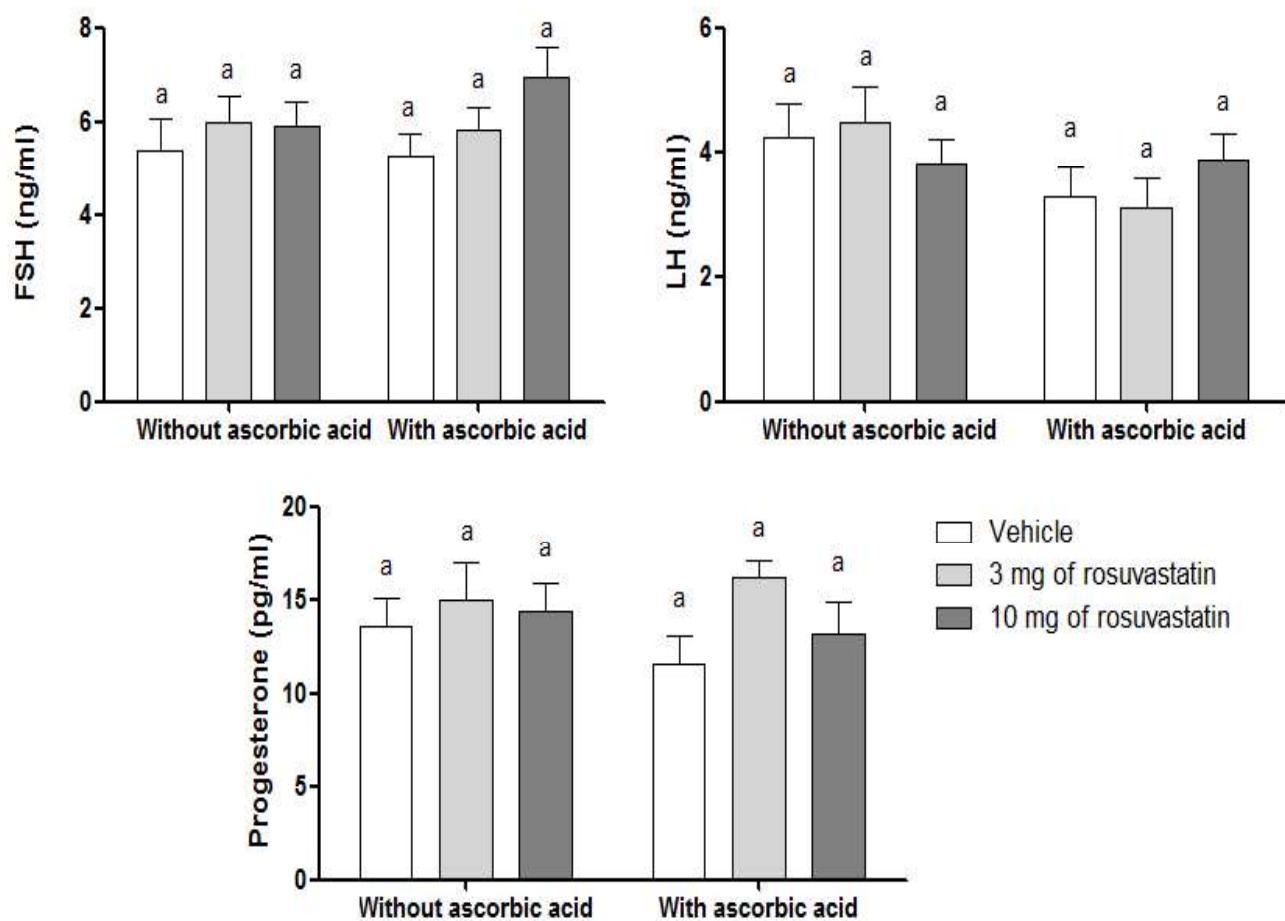 FSH (ng/ml)
8
6
4
2
0
a
a
a
a
a
a
Without ascorbic acid
With ascorbic acid
LH (ng/ml)
6
4
2
0
a
a
a
a
a
a
Without ascorbic acid
With ascorbic acid
Progesterone (pg/ml)
20
15
10
5
0
a
a
a
a
a
a
Without ascorbic acid
With ascorbic acid
Vehicle
3 mg of rosuvastatin
10 mg of rosuvastatin